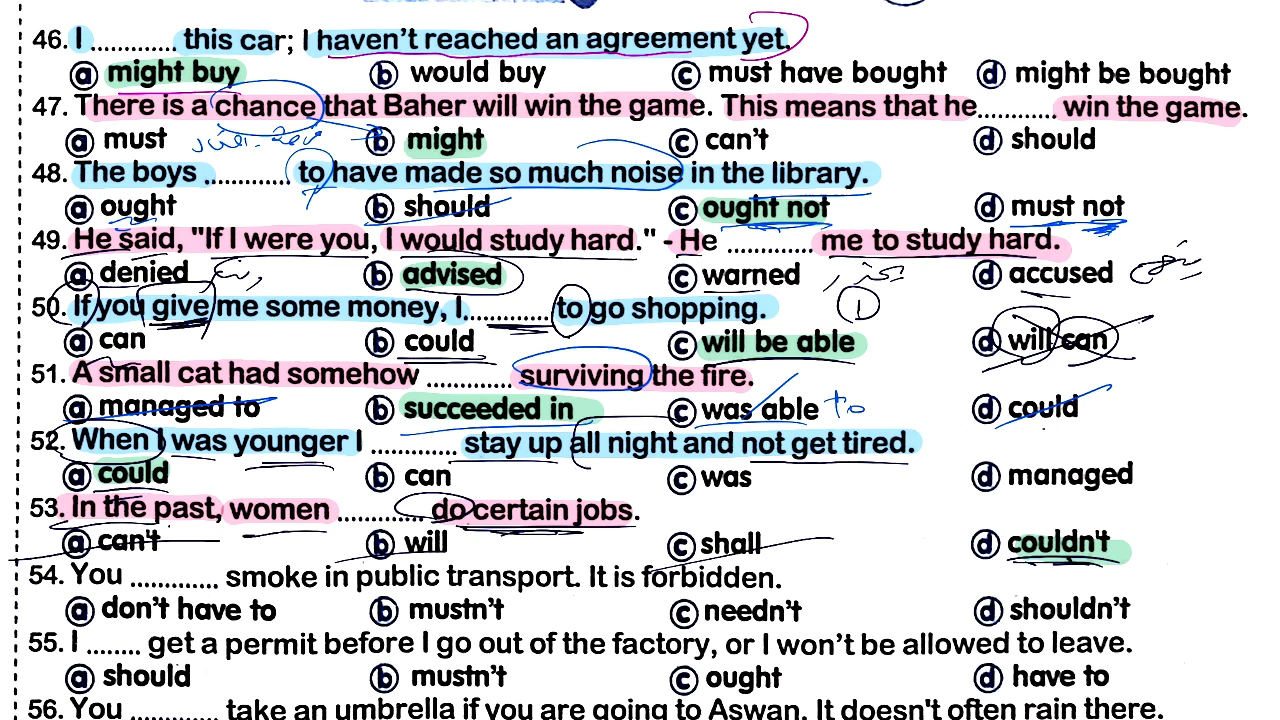 46. I ............. this car; I haven't reached an agreement yet.
ⓐ might buy ⓑ would buy ⓒ must have bought ⓓ might be bought
47. There is a chance that Baher will win the game. This means that he............ win the game.
ⓐ must ⓑ might ⓒ can't ⓓ should
48. The boys ............. to have made so much noise in the library.
ⓐ ought ⓑ should ⓒ ought not ⓓ must not
49. He said, "If I were you, I would study hard." - He ............. me to study hard.
ⓐ denied ⓑ advised ⓒ warned ⓓ accused
50. If you give me some money, I............ to go shopping. 1
ⓐ can ⓑ could ⓒ will be able ⓓ will can
51. A small cat had somehow ............. surviving the fire.
ⓐ managed to ⓑ succeeded in ⓒ was able to ⓓ could
52. When I was younger I ............. stay up all night and not get tired.
ⓐ could ⓑ can ⓒ was ⓓ managed
53. In the past, women ............. do certain jobs.
ⓐ can't ⓑ will ⓒ shall ⓓ couldn't
54. You ............. smoke in public transport. It is forbidden.
ⓐ don't have to ⓑ mustn't ⓒ needn't ⓓ shouldn't
55. I ........ get a permit before I go out of the factory, or I won't be allowed to leave.
ⓐ should ⓑ mustn't ⓒ ought ⓓ have to
56. You ............. take an umbrella if you are going to Aswan. It doesn't often rain there.